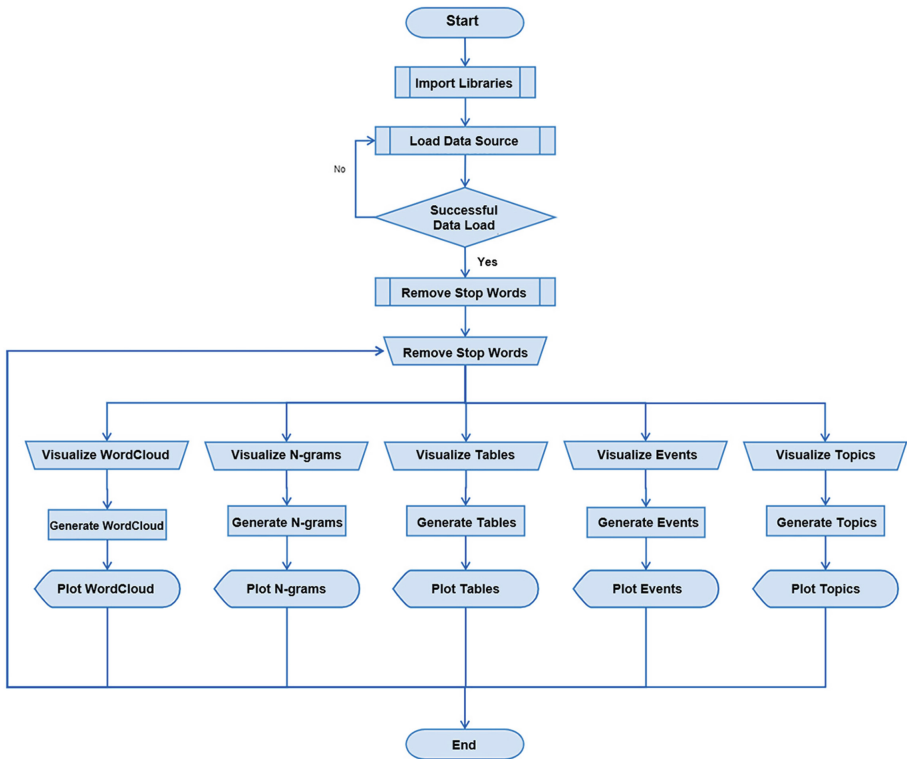 Start
Import Libraries
Load Data Source
No
Successful
Data Load
Yes
Remove Stop Words
Remove Stop Words
Visualize WordCloud
Visualize N-grams
Visualize Tables
Visualize Events
Visualize Topics
Generate WordCloud
Generate N-grams
Generate Tables
Generate Events
Generate Topics
Plot WordCloud
Plot N-grams
Plot Tables
Plot Events
Plot Topics
End